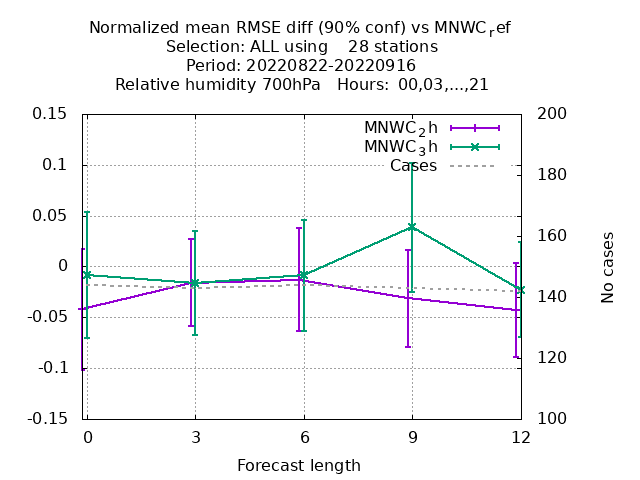 Normalized mean RMSE diff (90% conf) vs MNWC_ref
Selection: ALL using    28 stations
Period: 20220822-20220916
Relative humidity 700hPa   Hours: 00,03,...,21
0.15
0.1
0.05
0
-0.05
-0.1
-0.15
200
180
160
140
120
100
MNWC_2h
MNWC_3h
Cases
No cases
0 3 6 9 12
Forecast length